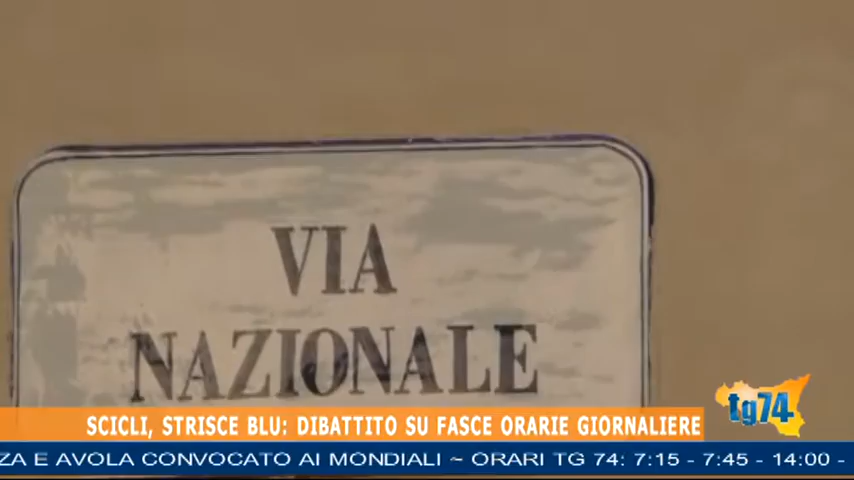 VIA
NAZIONALE
SCICLI, STRISCE BLU: DIBATTITO SU FASCE ORARIE GIORNALIERE
tg74
ZA E AVOLA CONVOCATO AI MONDIALI ~ ORARI TG 74: 7:15 - 7:45 - 14:00 -